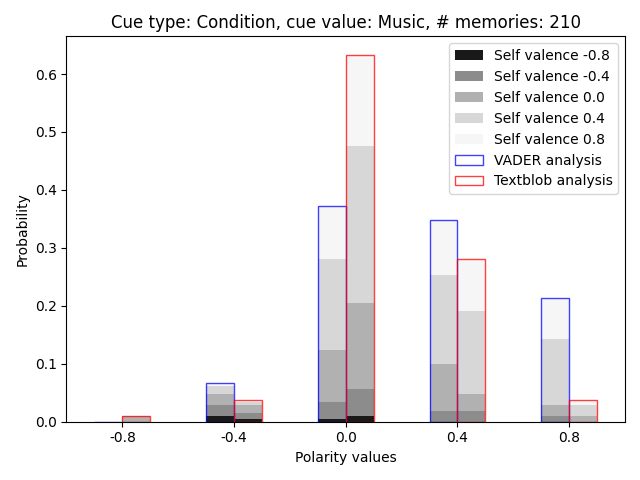 Cue type: Condition, cue value: Music, # memories: 210
Self valence -0.8
Self valence -0.4
Self valence 0.0
Self valence 0.4
Self valence 0.8
VADER analysis
Textblob analysis
Probability
0.6
0.5
0.4
0.3
0.2
0.1
0.0
-0.8
-0.4
0.0
0.4
0.8
Polarity values